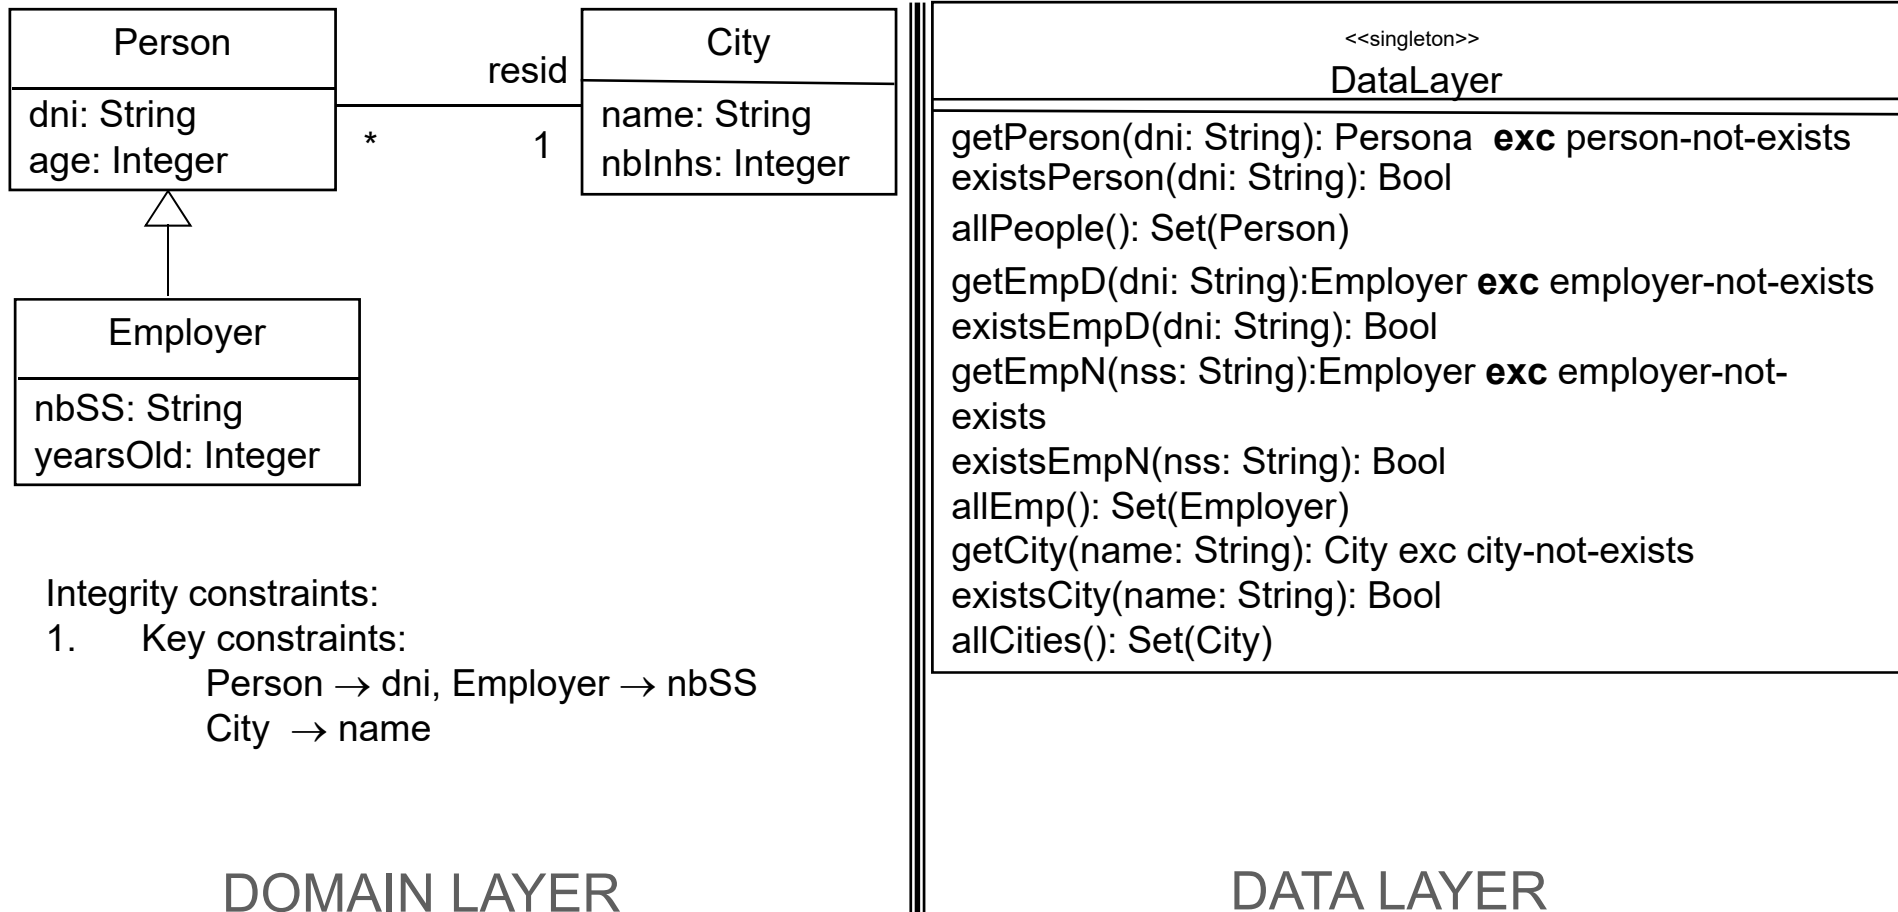 Person
dni: String
age: Integer
resid
*
1
City
name: String
nbInhs: Integer
Employer
nbSS: String
yearsOld: Integer
Integrity constraints:
1. Key constraints:
Person → dni, Employer → nbSS
City → name
DOMAIN LAYER
<<singleton>>
DataLayer
getPerson(dni: String): Persona exc person-not-exists
existsPerson(dni: String): Bool
allPeople(): Set(Person)
getEmpD(dni: String):Employer exc employer-not-exists
existsEmpD(dni: String): Bool
getEmpN(nss: String):Employer exc employer-not-
exists
existsEmpN(nss: String): Bool
allEmp(): Set(Employer)
getCity(name: String): City exc city-not-exists
existsCity(name: String): Bool
allCities(): Set(City)
DATA LAYER